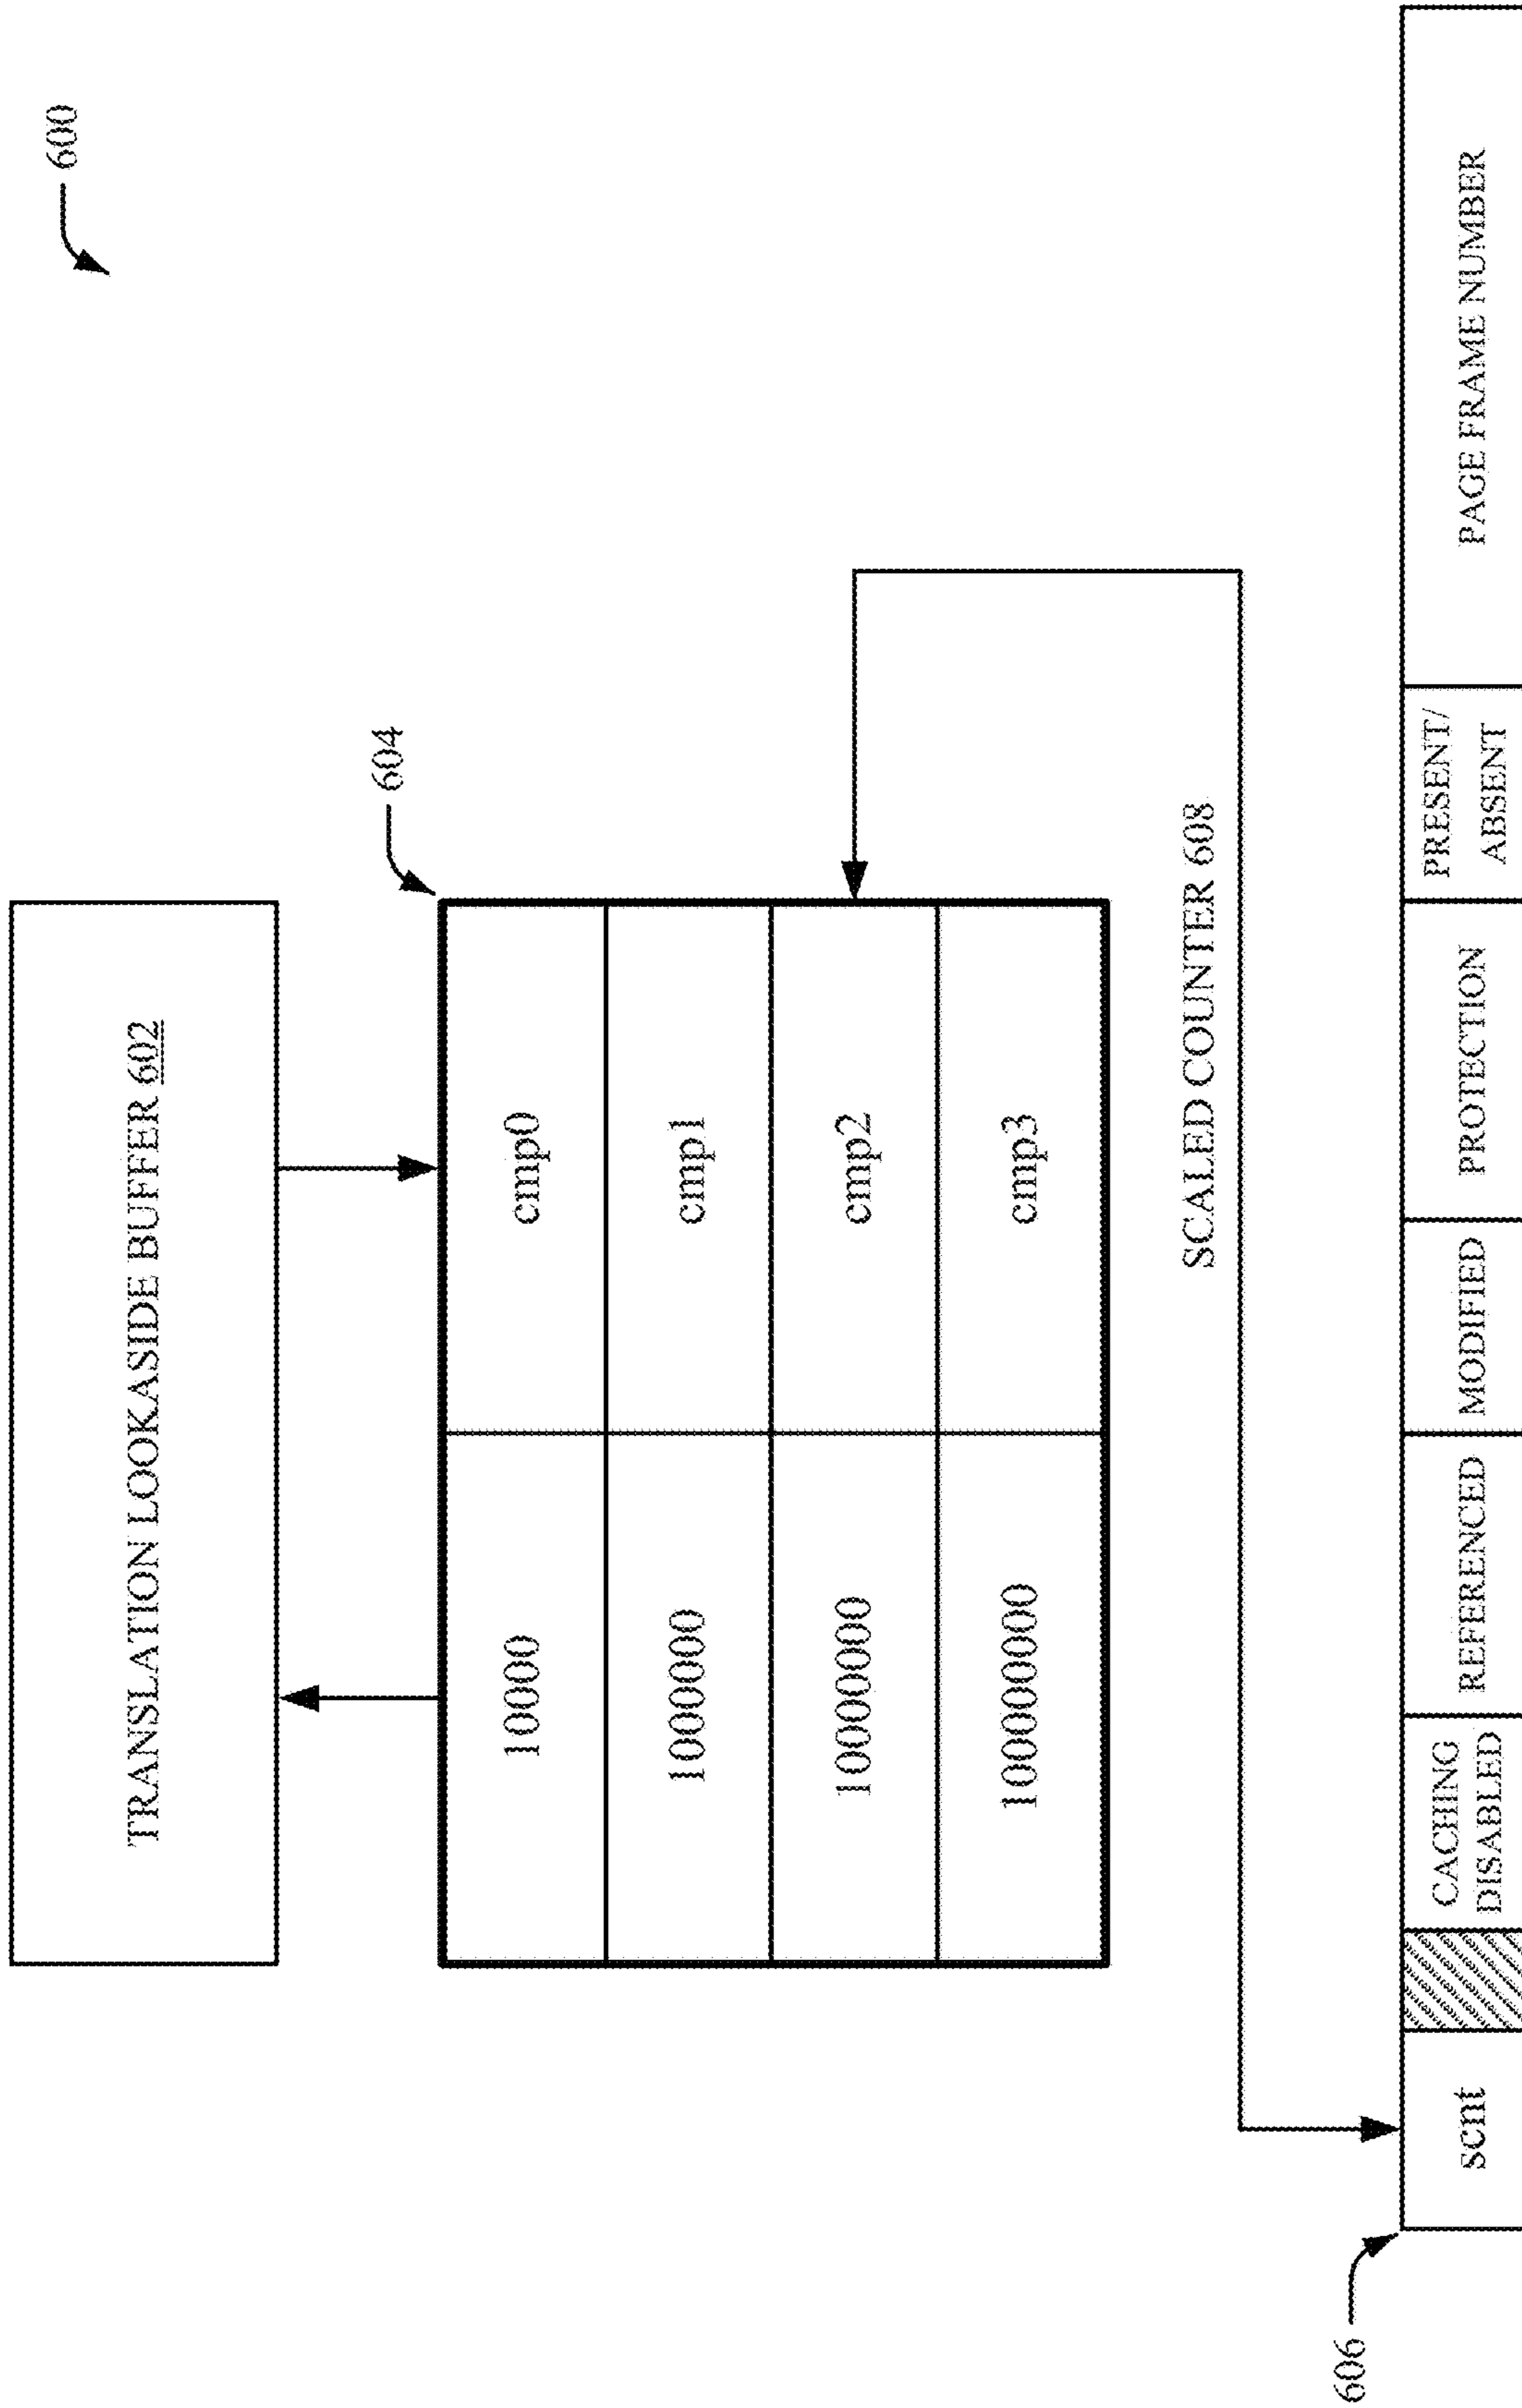 600
TRANSLATION LOOKASIDE BUFFER 602
604
10000 cmp0
1000000 cmp1
10000000 cmp2
100000000 cmp3
SCALED COUNTER 608
606
scnt
CACHING
DISABLED
REFERENCED
MODIFIED
PROTECTION
PRESENT/
ABSENT
PAGE FRAME NUMBER